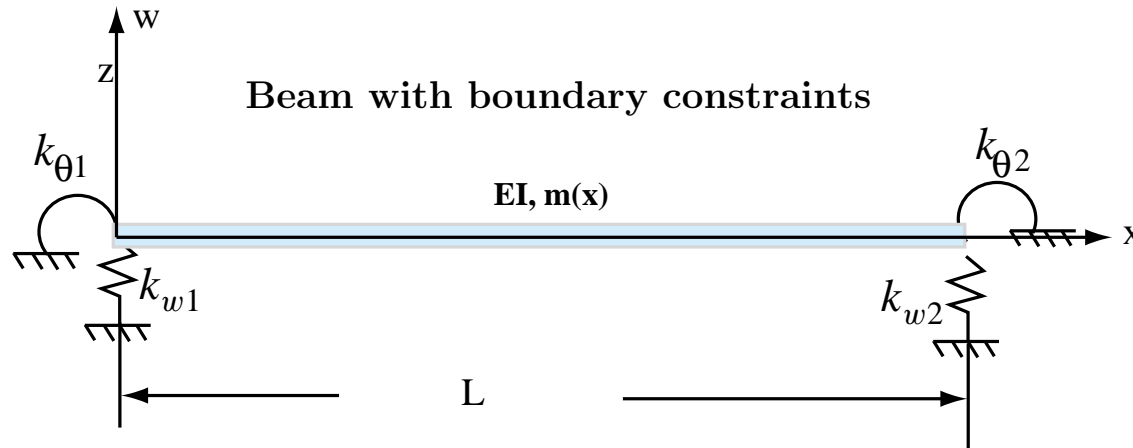 w
z
Beam with boundary constraints
kθ1
kθ2
EI, m(x)
x
kw1
kw2
L